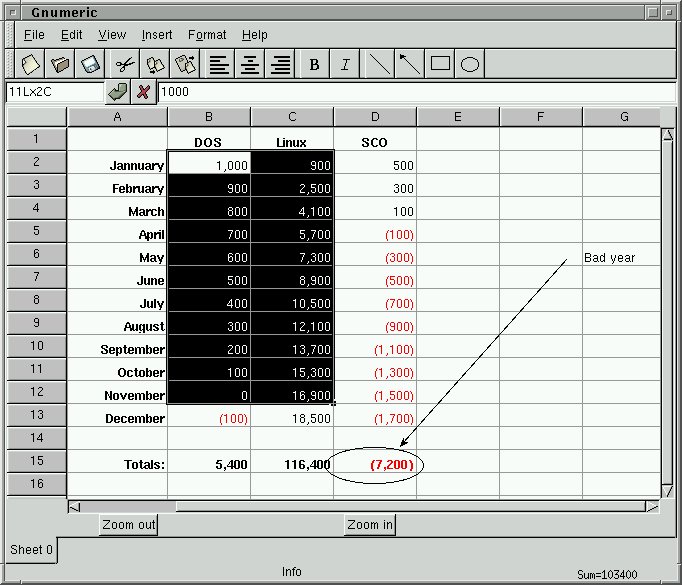 Gnumeric
File Edit View Insert Format Help
B I
11Lx2C 1000
A B C D E F G
1 DOS Linux SCO
2 Jannuary 1,000 900 500
3 February 900 2,500 300
4 March 800 4,100 100
5 April 700 5,700 (100)
6 May 600 7,300 (300) Bad year
7 June 500 8,900 (500)
8 July 400 10,500 (700)
9 August 300 12,100 (900)
10 September 200 13,700 (1,100)
11 October 100 15,300 (1,300)
12 November 0 16,900 (1,500)
13 December (100) 18,500 (1,700)
14
15 Totals: 5,400 116,400 (7,200)
16
Zoom out Zoom in
Sheet 0
Info Sum=103400